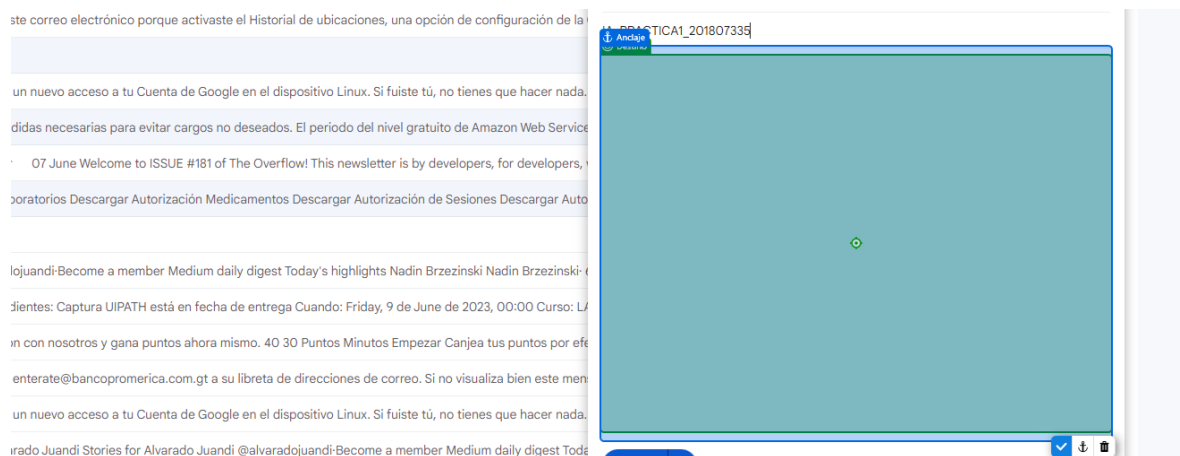 ste correo electrónico porque activaste el Historial de ubicaciones, una opción de configuración de la
un nuevo acceso a tu Cuenta de Google en el dispositivo Linux. Si fuiste tú, no tienes que hacer nada.
didas necesarias para evitar cargos no deseados. El periodo del nivel gratuito de Amazon Web Service
07 June Welcome to ISSUE #181 of The Overflow! This newsletter is by developers, for developers,
oratorios Descargar Autorización Medicamentos Descargar Autorización de Sesiones Descargar Auto
lojuandi·Become a member Medium daily digest Today's highlights Nadin Brzezinski Nadin Brzezinski·
dientes: Captura UIPATH está en fecha de entrega Cuando: Friday, 9 de June de 2023, 00:00 Curso: LA
n con nosotros y gana puntos ahora mismo. 40 30 Puntos Minutos Empezar Canjea tus puntos por efe
enterate@bancopromerica.com.gt a su libreta de direcciones de correo. Si no visualiza bien este men
un nuevo acceso a tu Cuenta de Google en el dispositivo Linux. Si fuiste tú, no tienes que hacer nada.
rado Juandi Stories for Alvarado Juandi @alvaradojuandi·Become a member Medium daily digest Toda
PRACTICA1_201807335
Anclaje
Destino